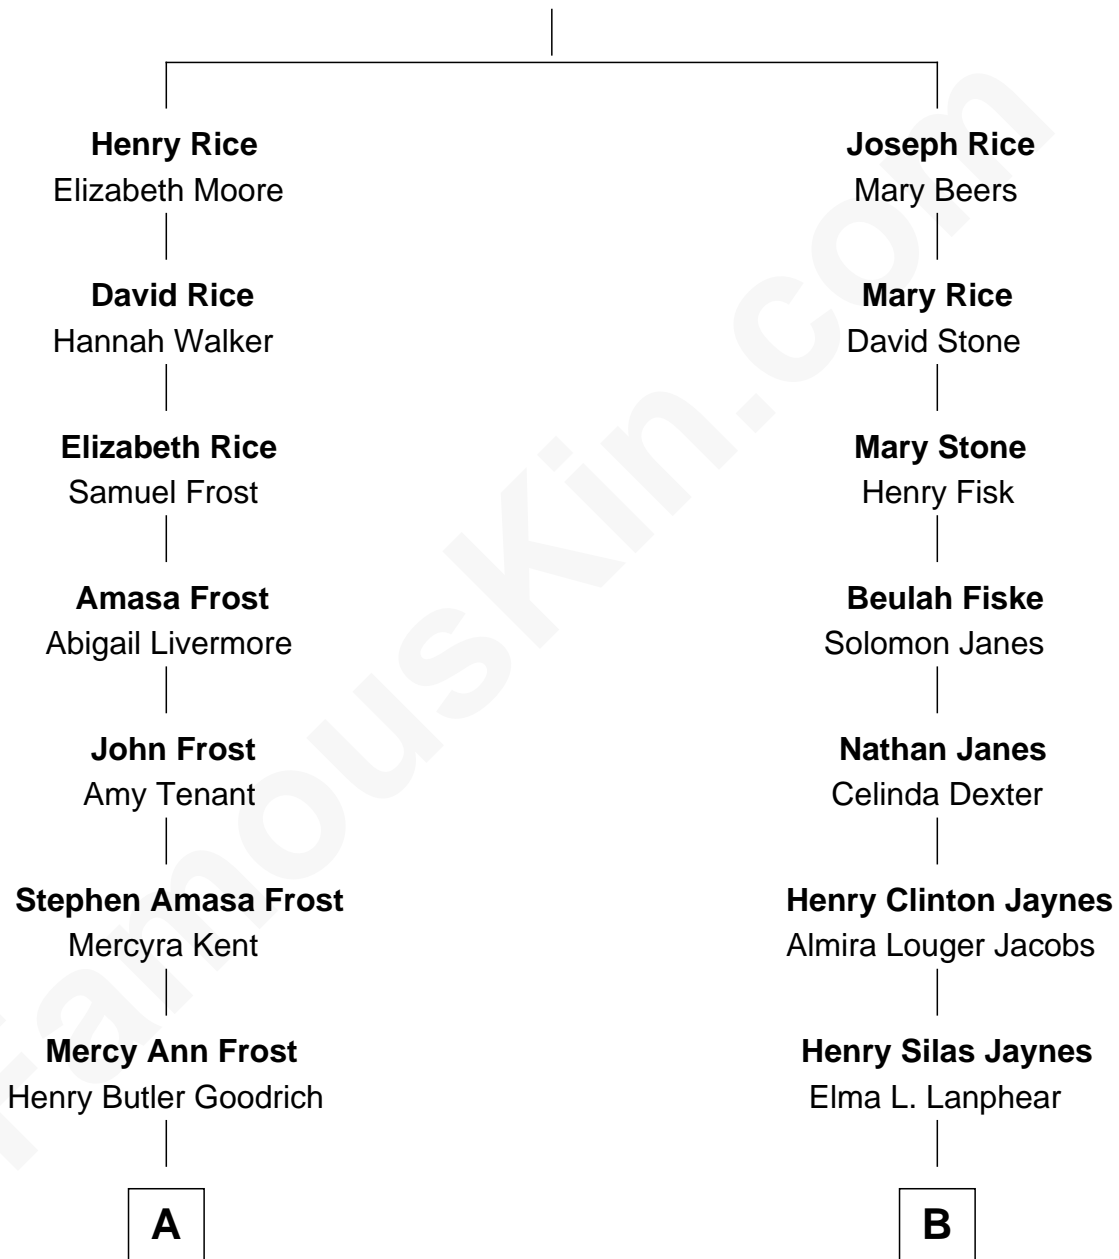 Henry Rice
Elizabeth Moore
David Rice
Hannah Walker
Elizabeth Rice
Samuel Frost
Amasa Frost
Abigail Livermore
John Frost
Amy Tenant
Stephen Amasa Frost
Mercyra Kent
Mercy Ann Frost
Henry Butler Goodrich
A
Joseph Rice
Mary Beers
Mary Rice
David Stone
Mary Stone
Henry Fisk
Beulah Fiske
Solomon Janes
Nathan Janes
Celinda Dexter
Henry Clinton Jaynes
Almira Louger Jacobs
Henry Silas Jaynes
Elma L. Lanphear
B
FamousKin.com